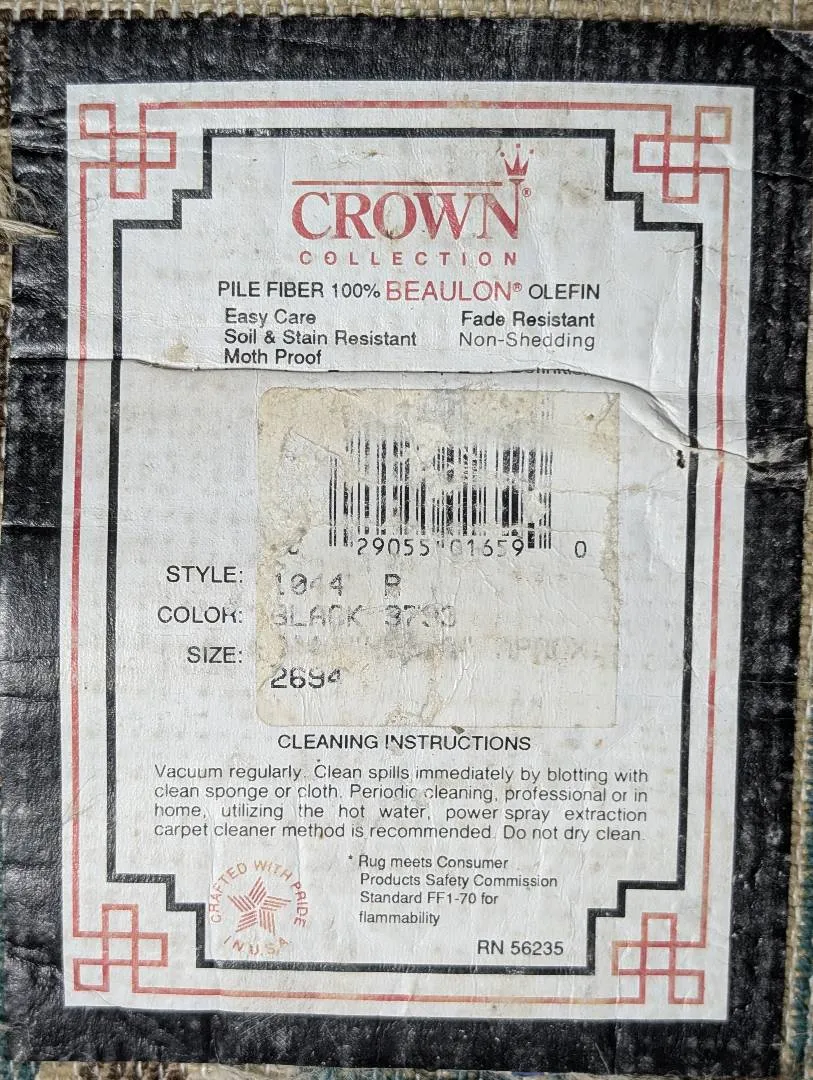 CROWN®
COLLECTION
PILE FIBER 100% BEAULON® OLEFIN
Easy Care Fade Resistant
Soil & Stain Resistant Non-Shedding
Moth Proof
29055 01659 0
STYLE: 1044 R
COLOR: BLACK 3793
SIZE: APROX
2694
CLEANING INSTRUCTIONS
Vacuum regularly. Clean spills immediately by blotting with
clean sponge or cloth. Periodic cleaning, professional or in
home, utilizing the hot water, power spray extraction
carpet cleaner method is recommended. Do not dry clean.
* Rug meets Consumer
Products Safety Commission
Standard FF1-70 for
flammability
CRAFTED WITH PRIDE
IN U.S.A.
RN 56235